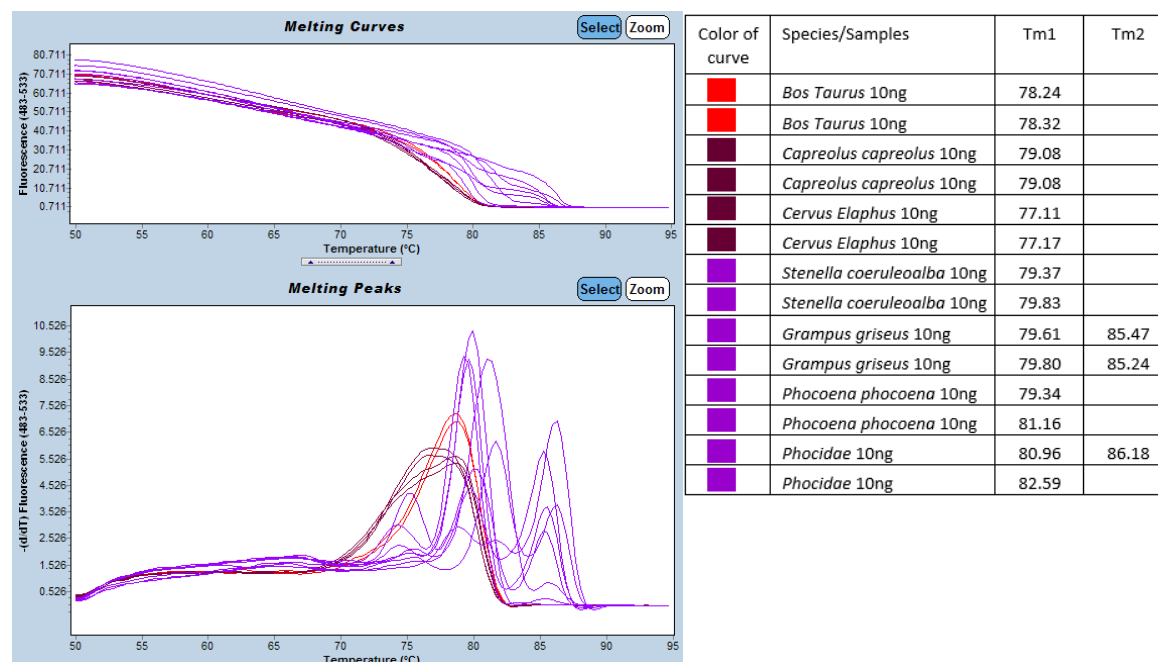 Melting Curves
Select Zoom
80.711
70.711
60.711
50.711
40.711
30.711
20.711
10.711
0.711
Fluorescence (483-533)
50 55 60 65 70 75 80 85 90 95
Temperature (°C)
Melting Peaks
Select Zoom
10.526
9.526
8.526
7.526
6.526
5.526
4.526
3.526
2.526
1.526
0.526
-(d/dT) Fluorescence (483-533)
50 55 60 65 70 75 80 85 90 95
Temperature (°C)
Color of curve Species/Samples Tm1 Tm2
Bos Taurus 10ng 78.24
Bos Taurus 10ng 78.32
Capreolus capreolus 10ng 79.08
Capreolus capreolus 10ng 79.08
Cervus Elaphus 10ng 77.11
Cervus Elaphus 10ng 77.17
Stenella coeruleoalba 10ng 79.37
Stenella coeruleoalba 10ng 79.83
Grampus griseus 10ng 79.61 85.47
Grampus griseus 10ng 79.80 85.24
Phocoena phocoena 10ng 79.34
Phocoena phocoena 10ng 81.16
Phocidae 10ng 80.96 86.18
Phocidae 10ng 82.59